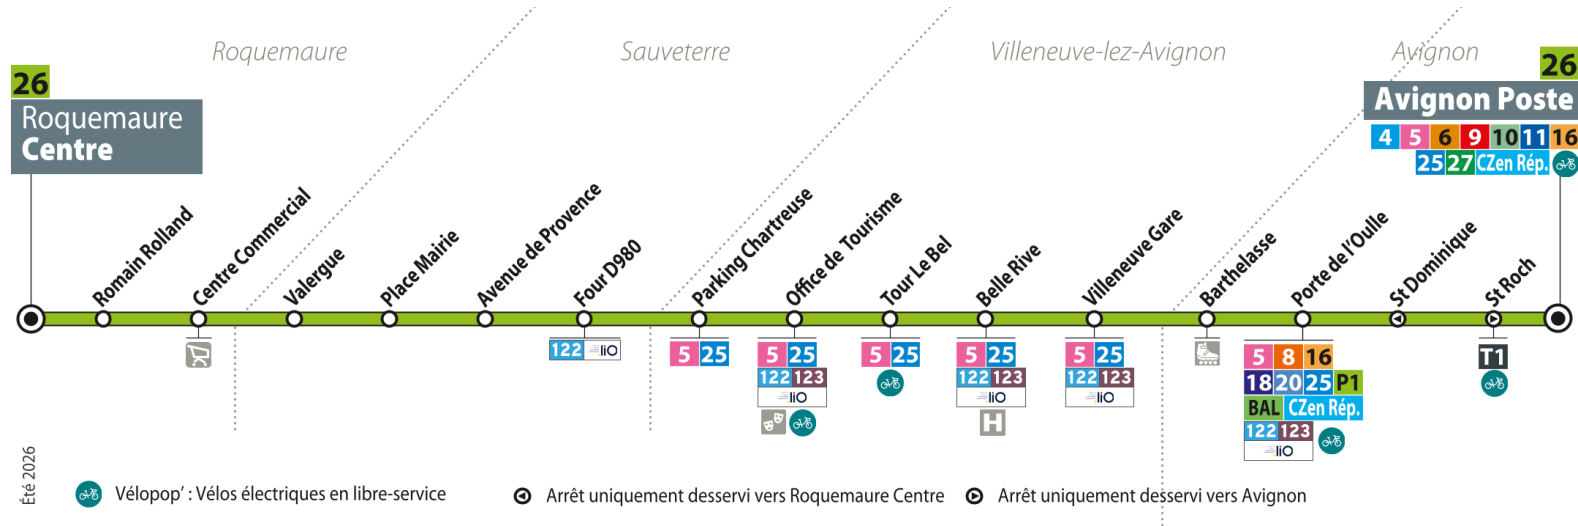 Roquemaure
Sauveterre
Villeneuve-lez-Avignon
Avignon
26
Roquemaure
Centre
26
Avignon Poste
4 5 6 9 10 11 16
25 27 CZen Rép.
Romain Rolland
Centre Commercial
Valergue
Place Mairie
Avenue de Provence
Four D980
Parking Chartreuse
Office de Tourisme
Tour Le Bel
Belle Rive
Villeneuve Gare
Barthelasse
Porte de l'Oulle
St Dominique
St Roch
122 liO
5 25
5 25
122 123
liO
5 25
5 25
122 123
liO
H
5 25
122 123
liO
5 8 16
18 20 25 P1
BAL CZen Rép.
122 123
liO
T1
Été 2026
Vélopop' : Vélos électriques en libre-service
Arrêt uniquement desservi vers Roquemaure Centre
Arrêt uniquement desservi vers Avignon